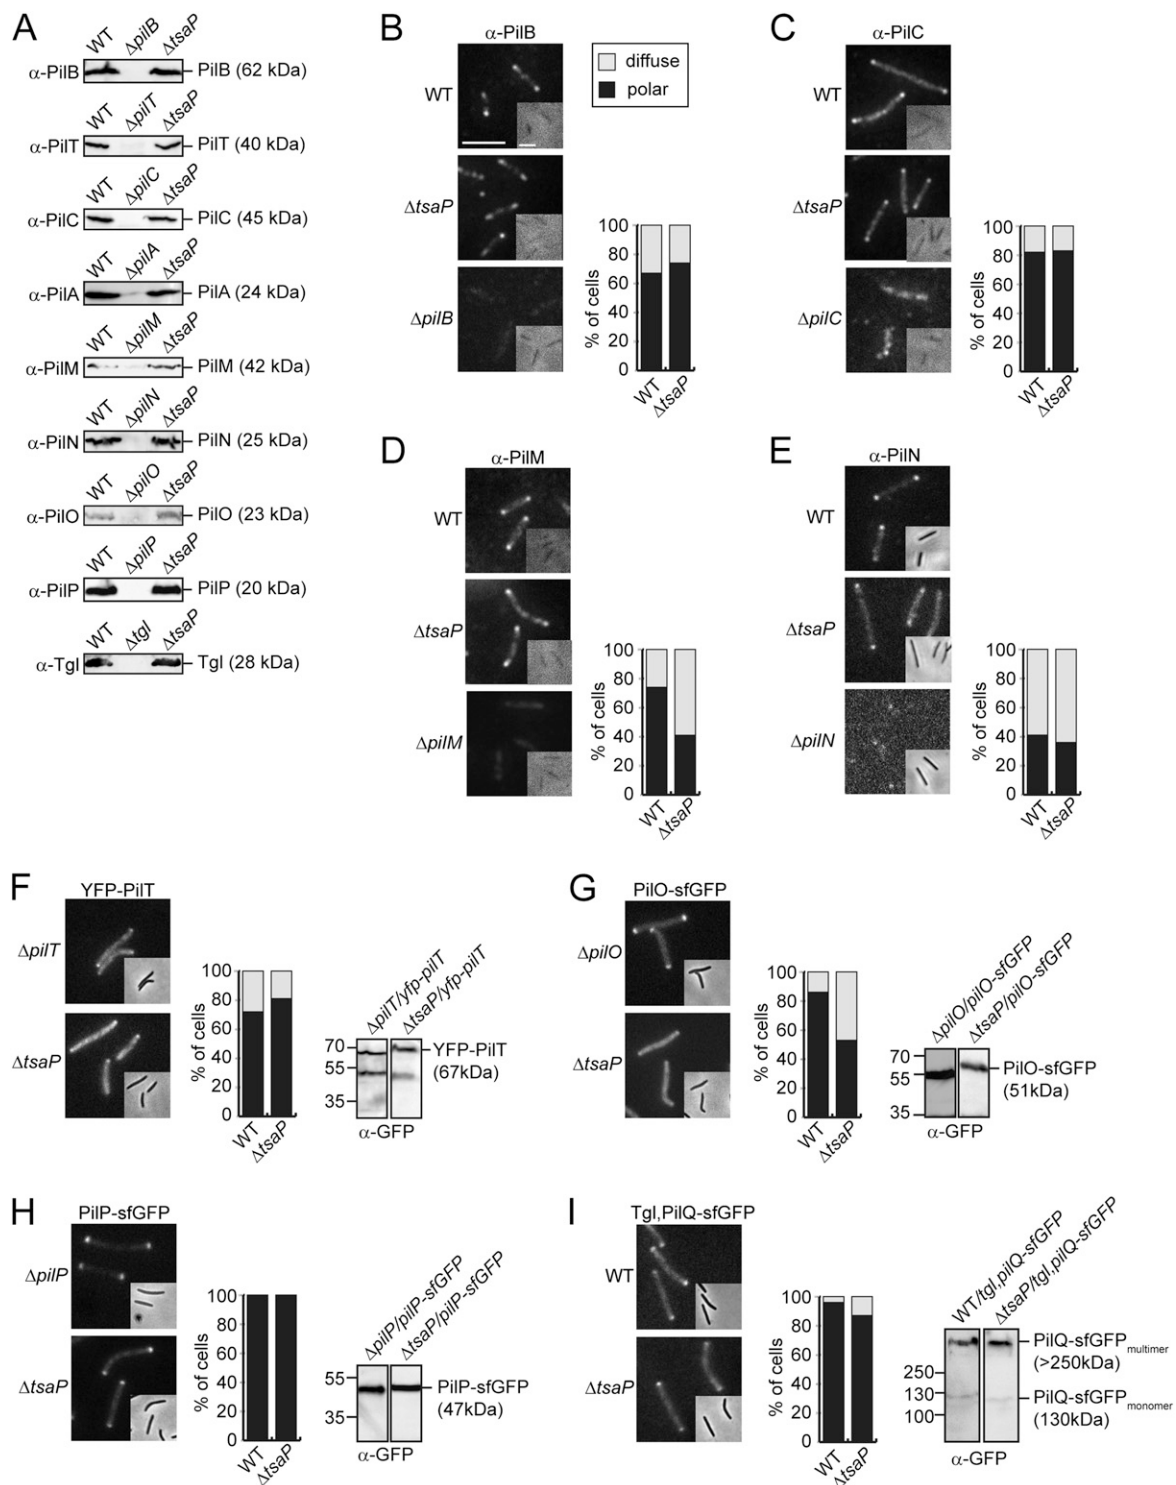 A
WT ΔpilB ΔtsaP
α-PilB PilB (62 kDa)
WT ΔpilT ΔtsaP
α-PilT PilT (40 kDa)
WT ΔpilC ΔtsaP
α-PilC PilC (45 kDa)
WT ΔpilA ΔtsaP
α-PilA PilA (24 kDa)
WT ΔpilM ΔtsaP
α-PilM PilM (42 kDa)
WT ΔpilN ΔtsaP
α-PilN PilN (25 kDa)
WT ΔpilO ΔtsaP
α-PilO PilO (23 kDa)
WT ΔpilP ΔtsaP
α-PilP PilP (20 kDa)
WT Δtgl ΔtsaP
α-Tgl Tgl (28 kDa)
B
α-PilB
WT
ΔtsaP
ΔpilB
diffuse
polar
% of cells
100
80
60
40
20
0
WT
ΔtsaP
C
α-PilC
WT
ΔtsaP
ΔpilC
% of cells
100
80
60
40
20
0
WT
ΔtsaP
D
α-PilM
WT
ΔtsaP
ΔpilM
% of cells
100
80
60
40
20
0
WT
ΔtsaP
E
α-PilN
WT
ΔtsaP
ΔpilN
% of cells
100
80
60
40
20
0
WT
ΔtsaP
F
YFP-PilT
ΔpilT
ΔtsaP
% of cells
100
80
60
40
20
0
WT
ΔtsaP
ΔpilT/yfp-pilT
ΔtsaP/yfp-pilT
70
55
35
YFP-PilT
(67kDa)
α-GFP
G
PilO-sfGFP
ΔpilO
ΔtsaP
% of cells
100
80
60
40
20
0
WT
ΔtsaP
ΔpilO/pilO-sfGFP
ΔtsaP/pilO-sfGFP
70
55
35
PilO-sfGFP
(51kDa)
α-GFP
H
PilP-sfGFP
ΔpilP
ΔtsaP
% of cells
100
80
60
40
20
0
WT
ΔtsaP
ΔpilP/pilP-sfGFP
ΔtsaP/pilP-sfGFP
55
35
PilP-sfGFP
(47kDa)
α-GFP
I
Tgl,PilQ-sfGFP
WT
ΔtsaP
% of cells
100
80
60
40
20
0
WT
ΔtsaP
WT/tgl,pilQ-sfGFP
ΔtsaP/tgl,pilQ-sfGFP
250
130
100
PilQ-sfGFP multimer
(>250kDa)
PilQ-sfGFP monomer
(130kDa)
α-GFP